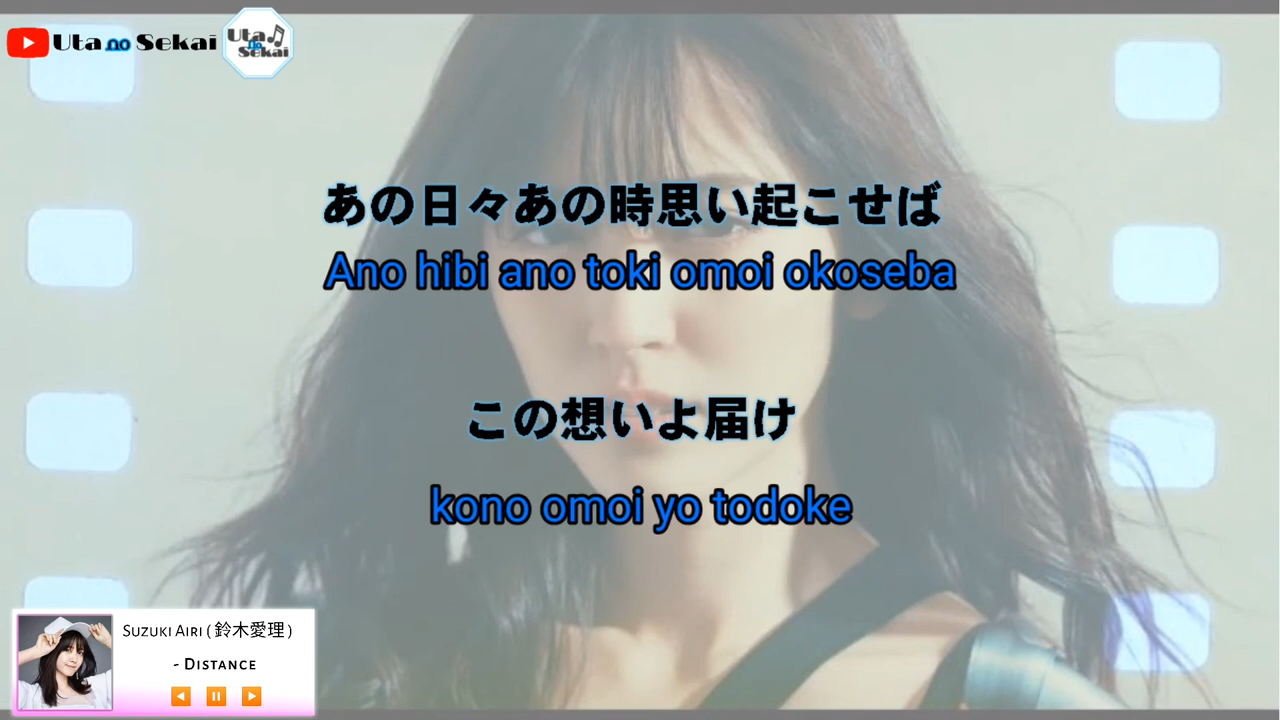 Uta no Sekai
Uta no Sekai
あの日々あの時思い起こせば
Ano hibi ano toki omoi okoseba
この想いよ届け
kono omoi yo todoke
Suzuki Airi ( 鈴木愛理 )
- Distance